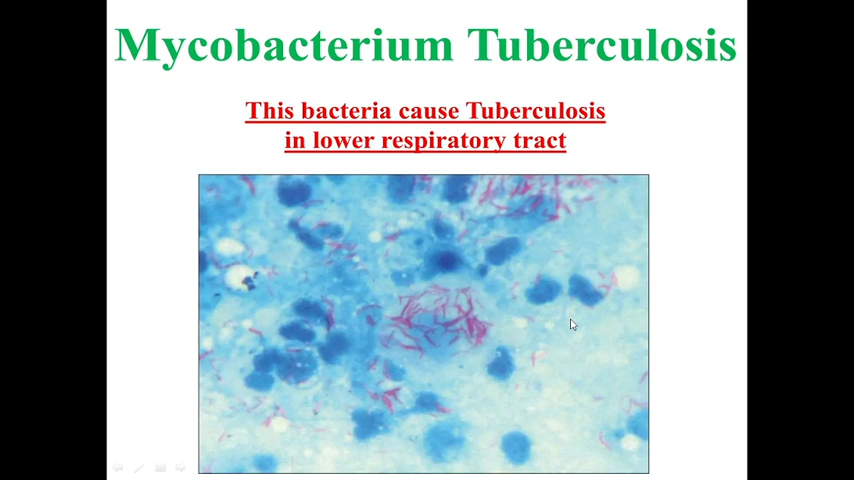 Mycobacterium Tuberculosis
This bacteria cause Tuberculosis
in lower respiratory tract